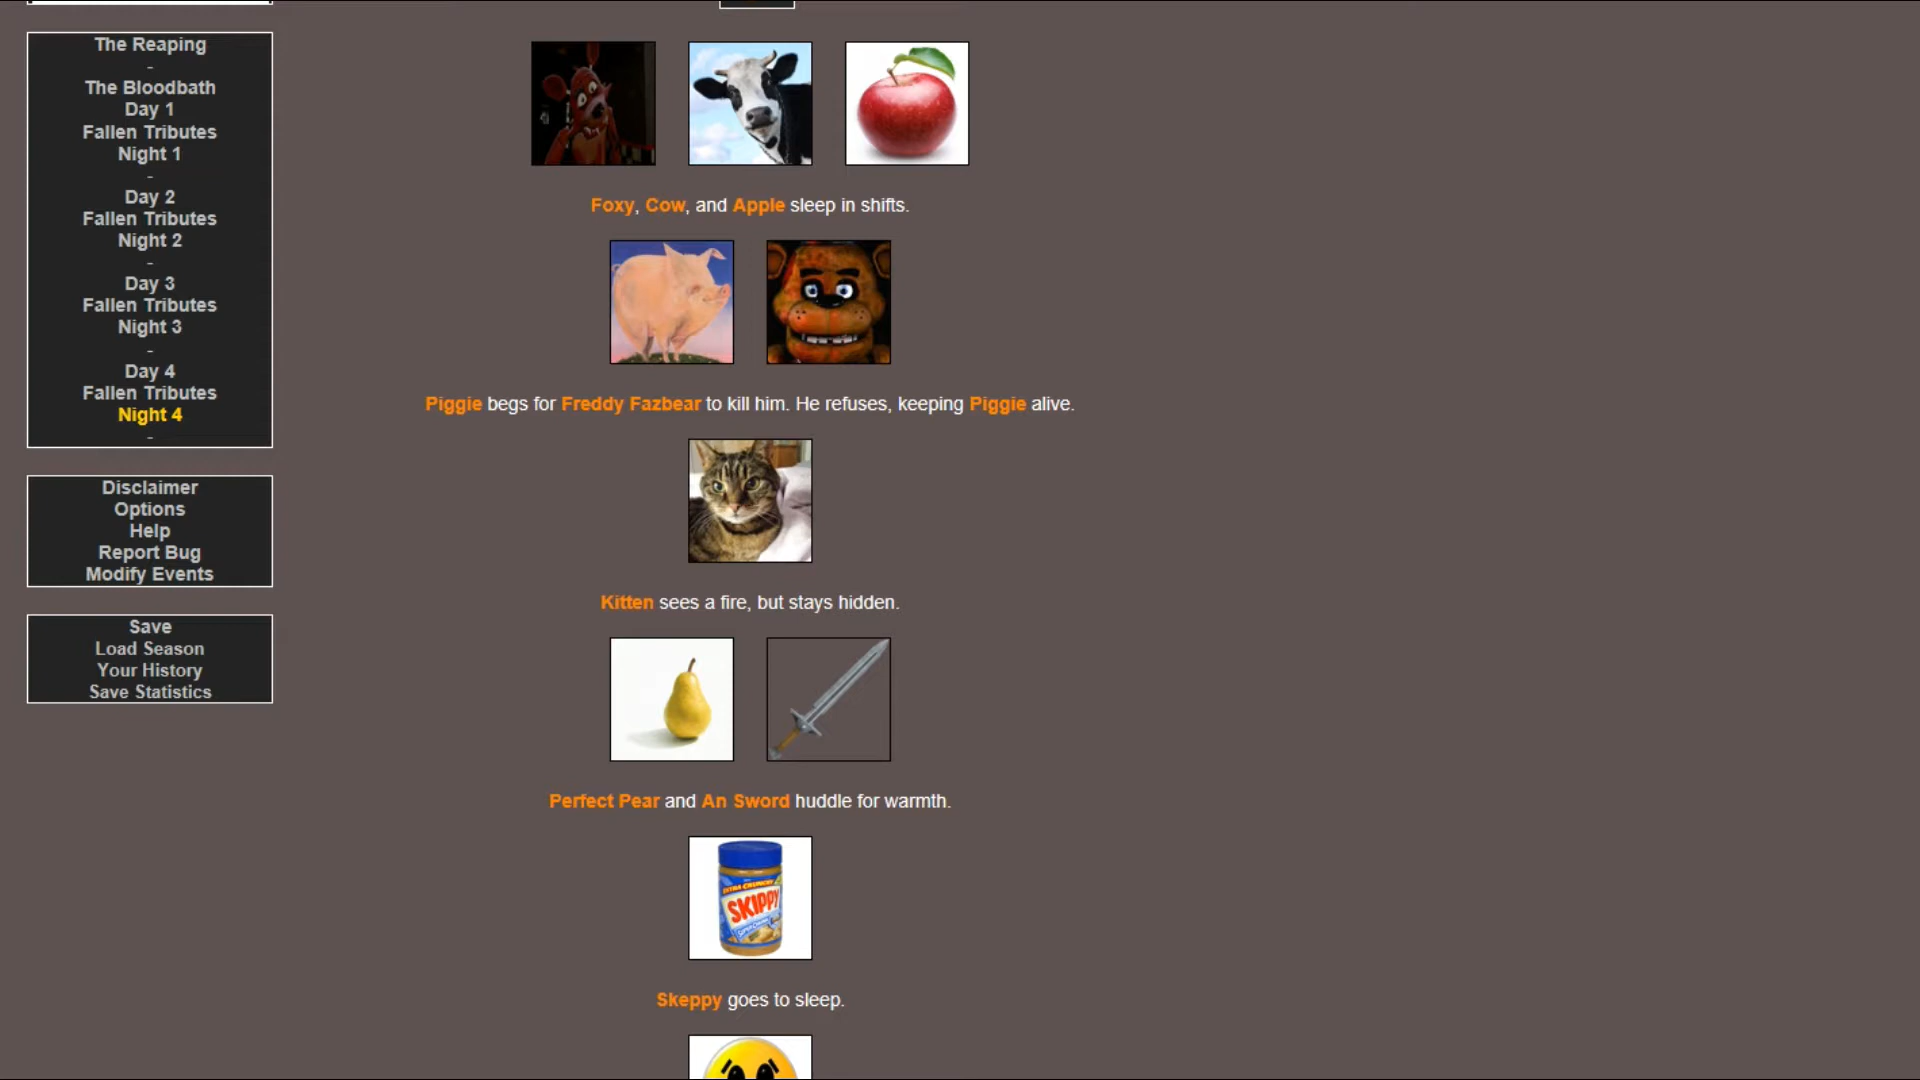 The Reaping
-
The Bloodbath
Day 1
Fallen Tributes
Night 1
-
Day 2
Fallen Tributes
Night 2
-
Day 3
Fallen Tributes
Night 3
-
Day 4
Fallen Tributes
Night 4
-
Disclaimer
Options
Help
Report Bug
Modify Events
Save
Load Season
Your History
Save Statistics
Foxy, Cow, and Apple sleep in shifts.
Piggie begs for Freddy Fazbear to kill him. He refuses, keeping Piggie alive.
Kitten sees a fire, but stays hidden.
Perfect Pear and An Sword huddle for warmth.
EXTRA CRUNCHY
SKIPPY
SUPER CHUNK
Skeppy goes to sleep.